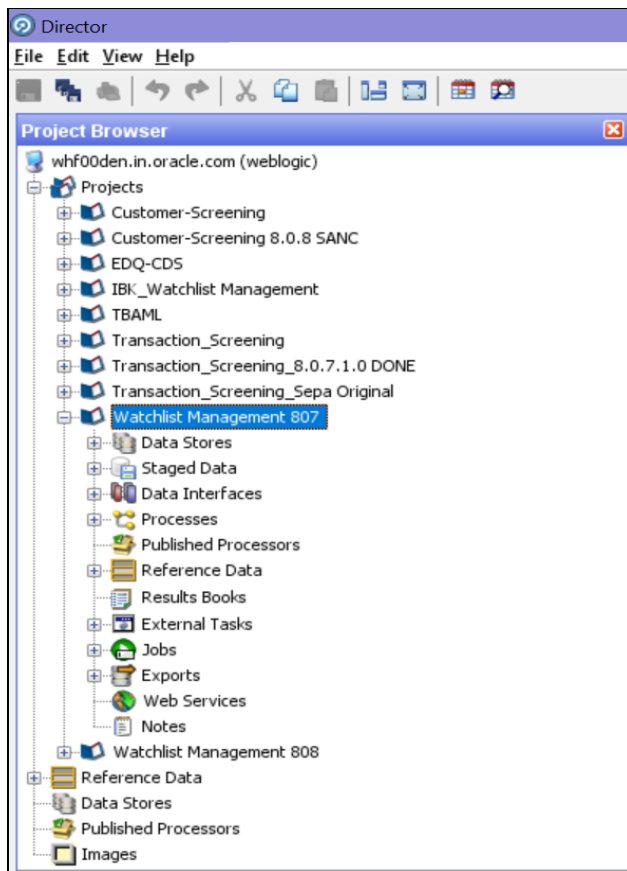 Director
File Edit View Help
Project Browser
whf00den.in.oracle.com (weblogic)
Projects
Customer-Screening
Customer-Screening 8.0.8 SANC
EDQ-CDS
IBK_Watchlist Management
TBAML
Transaction_Screening
Transaction_Screening_8.0.7.1.0 DONE
Transaction_Screening_Sepa Original
Watchlist Management 807
Data Stores
Staged Data
Data Interfaces
Processes
Published Processors
Reference Data
Results Books
External Tasks
Jobs
Exports
Web Services
Notes
Watchlist Management 808
Reference Data
Data Stores
Published Processors
Images